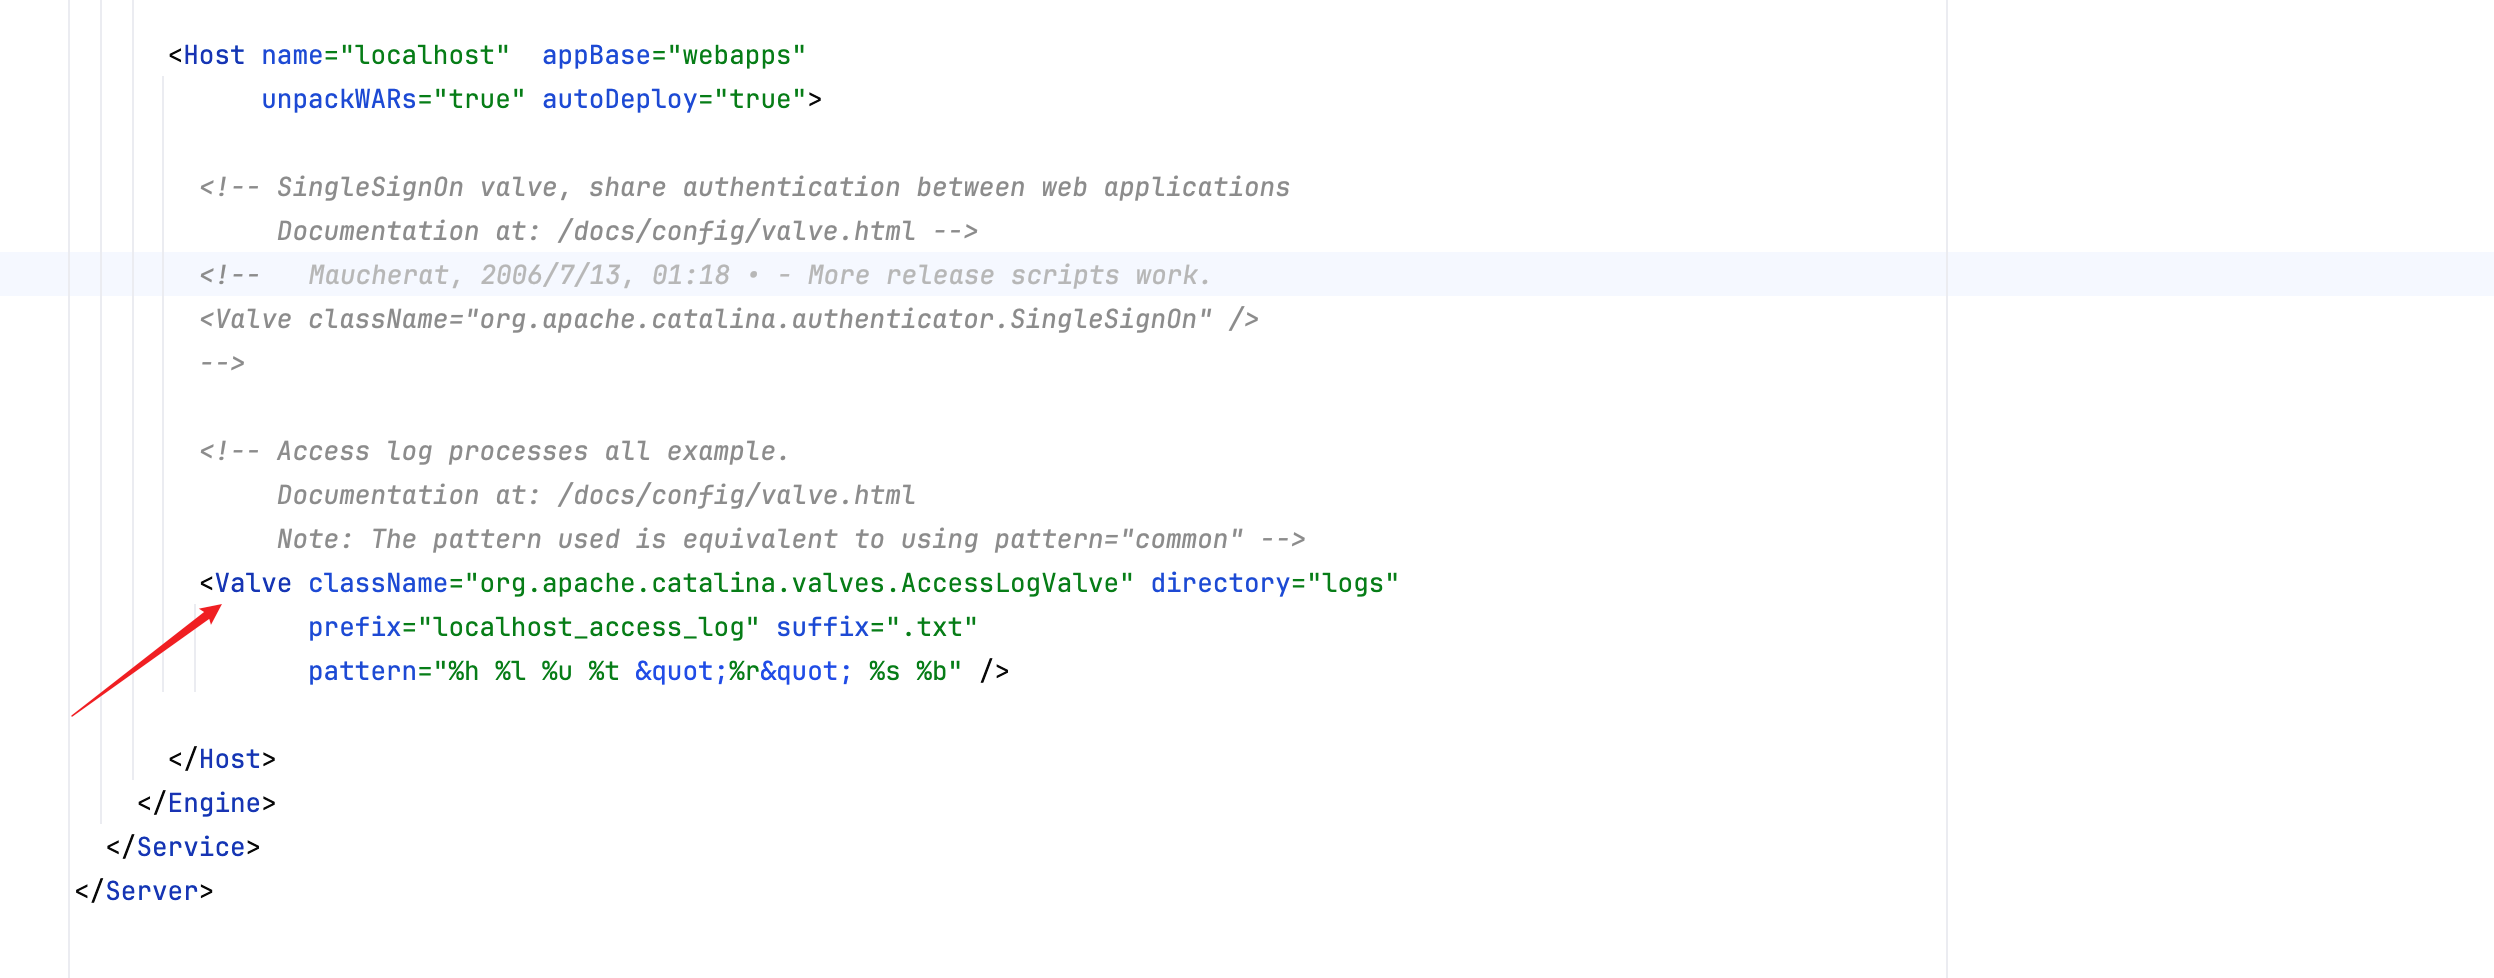 <Host name="localhost"  appBase="webapps"
unpackWARs="true" autoDeploy="true">
<!-- SingleSignOn valve, share authentication between web applications
Documentation at: /docs/config/valve.html -->
<!--   Maucherat, 2006/7/13, 01:18 • - More release scripts work.
<Valve className="org.apache.catalina.authenticator.SingleSignOn" />
-->
<!-- Access log processes all example.
Documentation at: /docs/config/valve.html
Note: The pattern used is equivalent to using pattern="common" -->
<Valve className="org.apache.catalina.valves.AccessLogValve" directory="logs"
prefix="localhost_access_log" suffix=".txt"
pattern="%h %l %u %t &quot;%r&quot; %s %b" />
</Host>
</Engine>
</Service>
</Server>